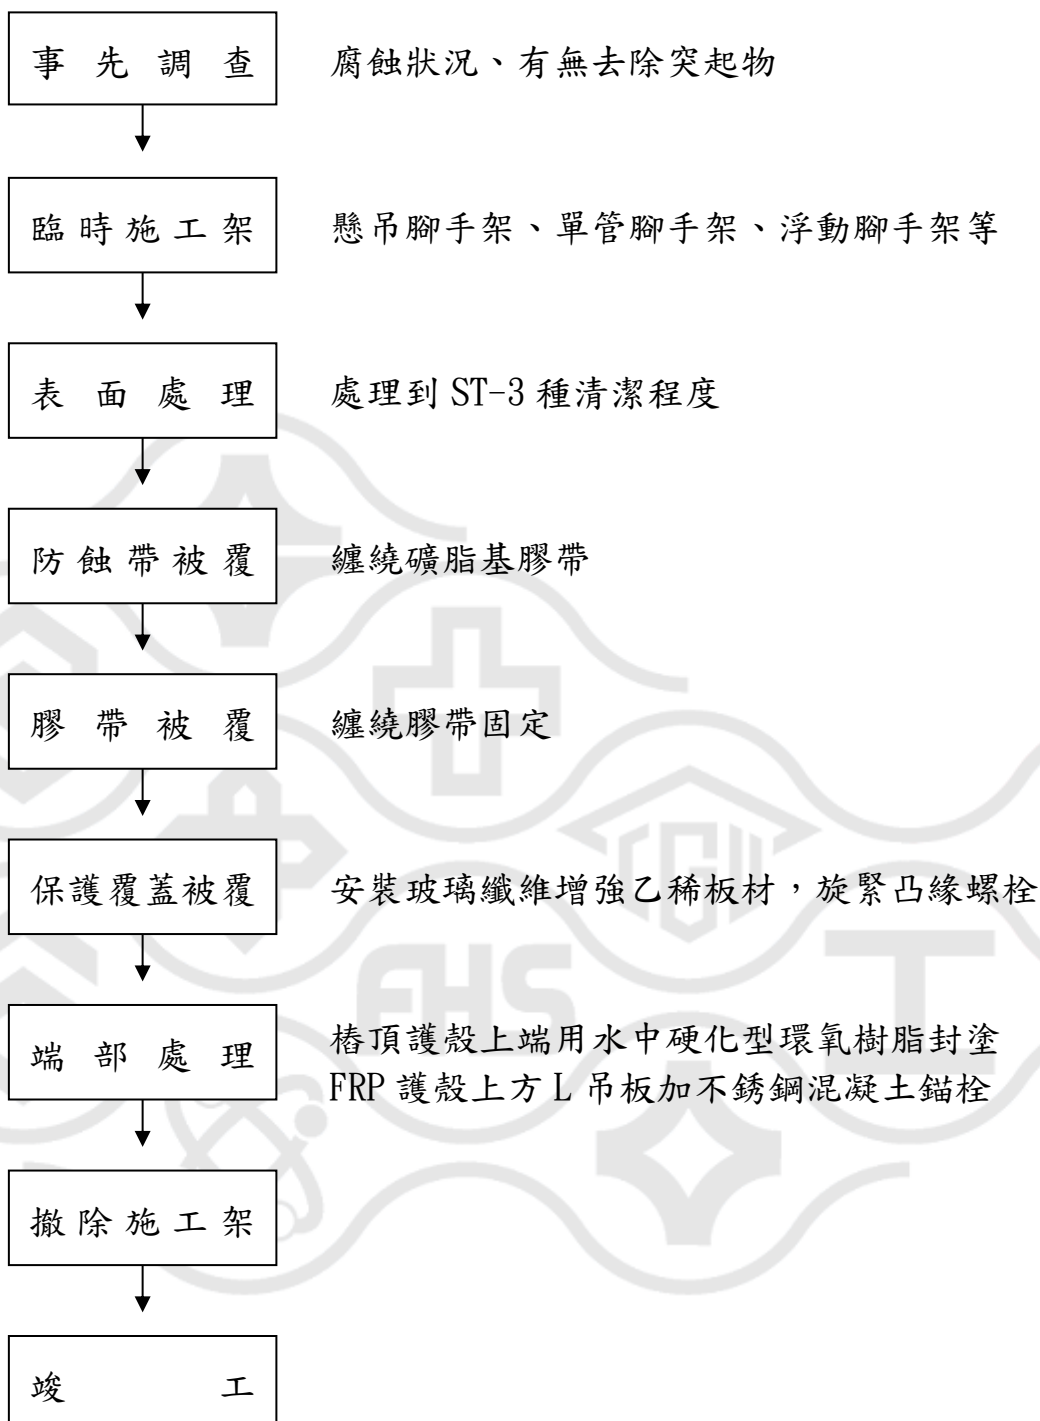 事先調查 腐蝕狀況、有無去除突起物
臨時施工架 懸吊腳手架、單管腳手架、浮動腳手架等
表面處理 處理到 ST-3 種清潔程度
防蝕帶被覆 纏繞礦脂基膠帶
膠帶被覆 纏繞膠帶固定
保護覆蓋被覆 安裝玻璃纖維增強乙稀板材，旋緊凸緣螺栓
端部處理 樁頂護殼上端用水中硬化型環氧樹脂封塗
FRP 護殼上方 L 吊板加不銹鋼混凝土錨栓
撤除施工架
竣工